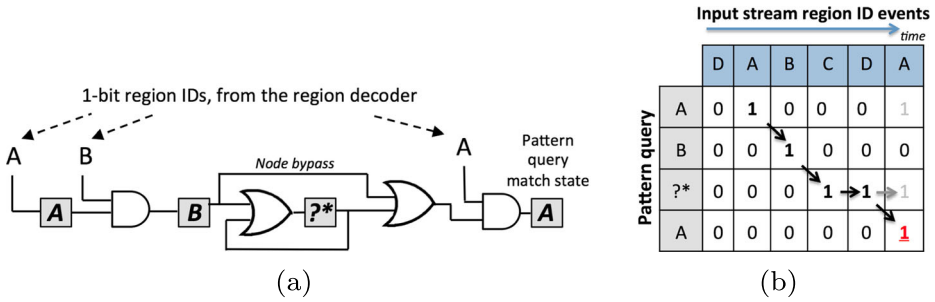 1-bit region IDs, from the region decoder
A
B
A
Pattern
query
match state
Node bypass
A
B
?*
A
(a)
Input stream region ID events
time
Pattern query
D A B C D A
A 0 1 0 0 0 1
B 0 0 1 0 0 0
?* 0 0 0 1 1 1
A 0 0 0 0 0 1
(b)